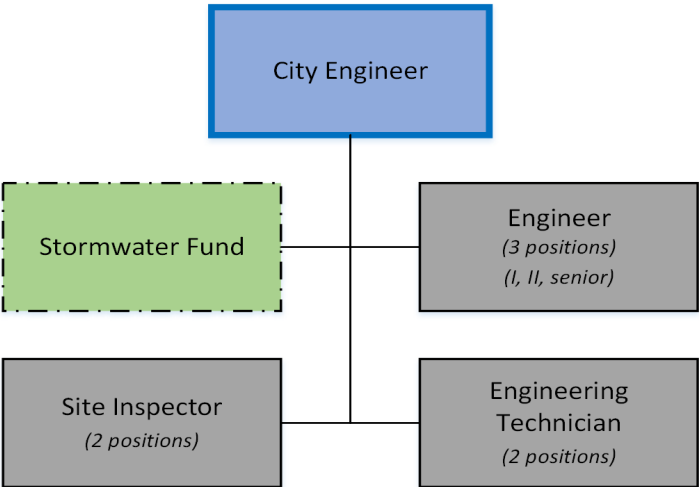 City Engineer
Stormwater Fund
Engineer
(3 positions)
(I, II, senior)
Site Inspector
(2 positions)
Engineering
Technician
(2 positions)